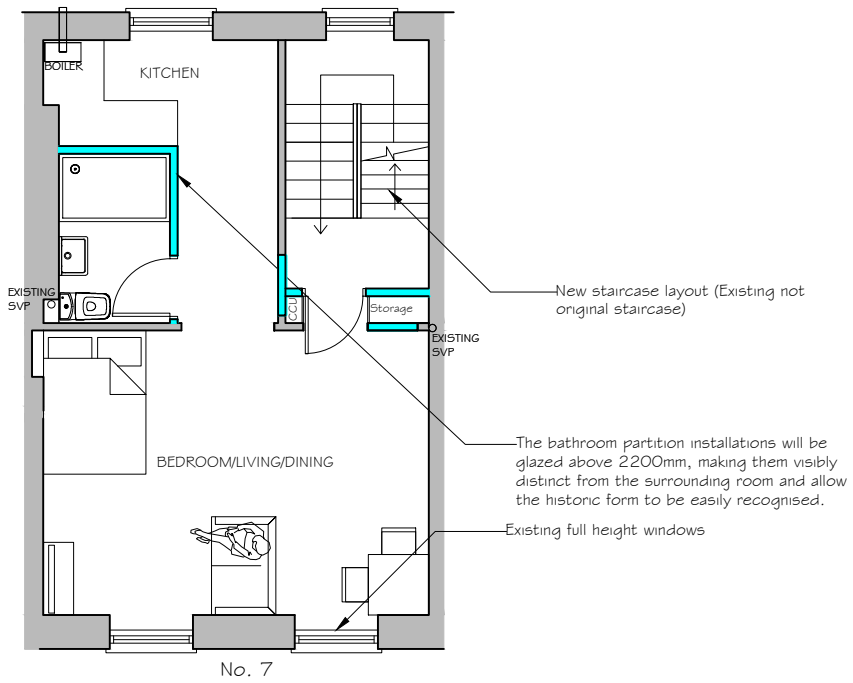 BOILER
KITCHEN
EXISTING
SVP
CCU
Storage
EXISTING
SVP
New staircase layout (Existing not
original staircase)
BEDROOM/LIVING/DINING
The bathroom partition installations will be
glazed above 2200mm, making them visibly
distinct from the surrounding room and allow
the historic form to be easily recognised.
Existing full height windows
No. 7